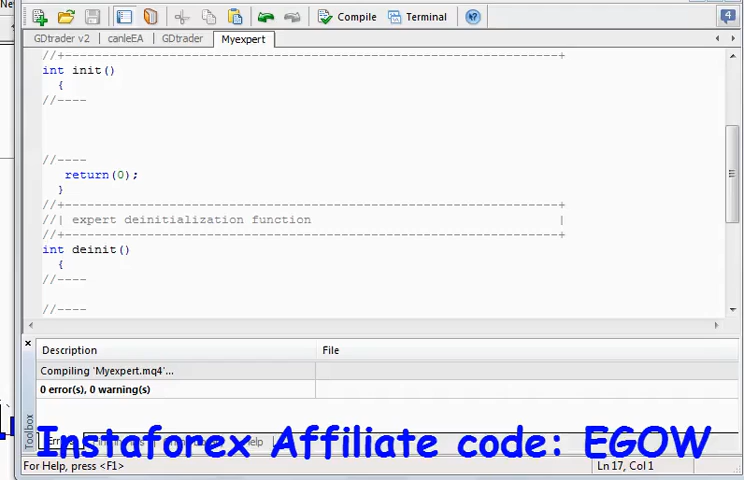 Compile
Terminal
4
GDtrader v2
canleEA
GDtrader
Myexpert
//+------------------------------------------------------------------+
int init()
{
//----
//----
return(0);
}
//+------------------------------------------------------------------+
//| expert deinitialization function |
//+------------------------------------------------------------------+
int deinit()
{
//----
//----
Description
File
Compiling 'Myexpert.mq4'...
0 error(s), 0 warning(s)
Toolbox
Instaforex Affiliate code: EGOW
For Help, press <F1>
Ln 17, Col 1